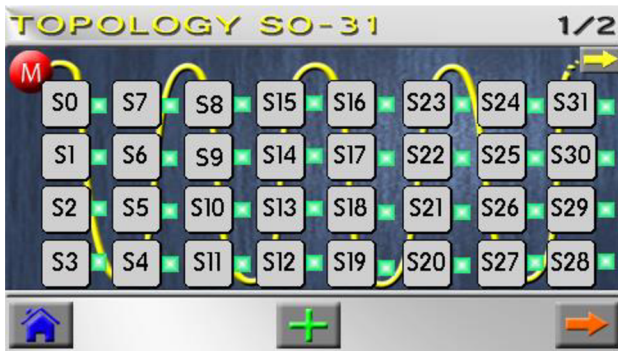 TOPOLOGY SO-31 1/2
M
S0 S7 S8 S15 S16 S23 S24 S31
S1 S6 S9 S14 S17 S22 S25 S30
S2 S5 S10 S13 S18 S21 S26 S29
S3 S4 S11 S12 S19 S20 S27 S28